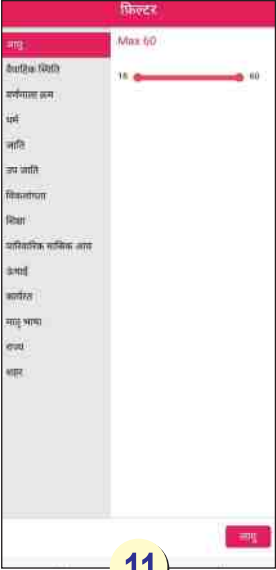 फ़िल्टर
आयु
Max 60
18
60
वैवाहिक स्थिति
वर्णमाला क्रम
धर्म
जाति
उप जाति
विकलांगता
शिक्षा
पारिवारिक मासिक आय
ऊंचाई
कार्यरत
मातृ भाषा
राज्य
शहर
लागू
11